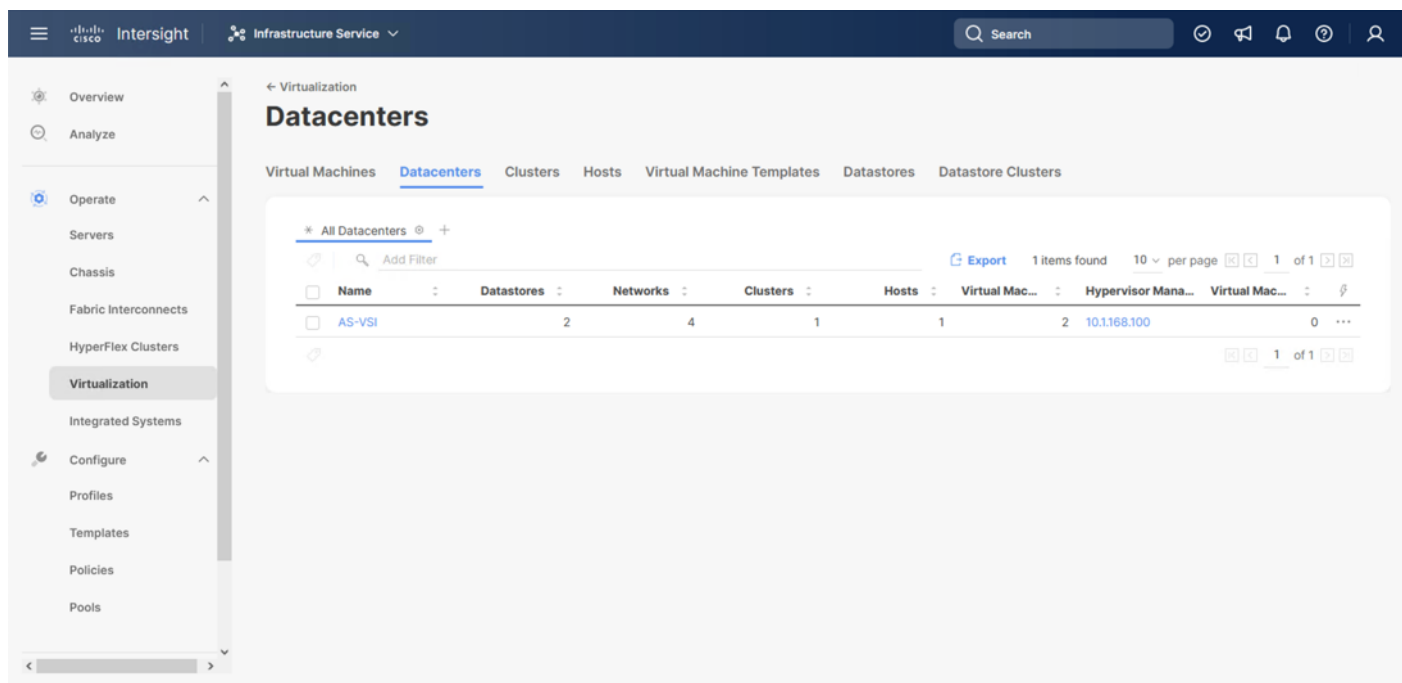 cisco Intersight Infrastructure Service Search
Overview
Analyze
Operate
Servers
Chassis
Fabric Interconnects
HyperFlex Clusters
Virtualization
Integrated Systems
Configure
Profiles
Templates
Policies
Pools
← Virtualization
Datacenters
Virtual Machines Datacenters Clusters Hosts Virtual Machine Templates Datastores Datastore Clusters
All Datacenters
Add Filter Export 1 items found 10 per page 1 of 1
Name Datastores Networks Clusters Hosts Virtual Mac... Hypervisor Mana... Virtual Mac...
AS-VSI 2 4 1 1 2 10.1.168.100 0 ...
1 of 1